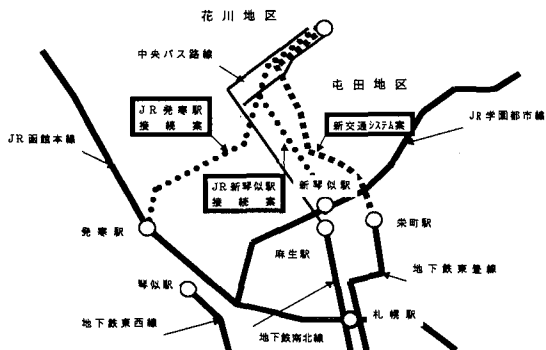 花川地区
中央バス路線
屯田地区
JR発寒駅
接続案
新交通システム案
JR学園都市線
JR函館本線
JR新琴似駅
接続案
新琴似駅
発寒駅
栄町駅
麻生駅
琴似駅
地下鉄東豊線
地下鉄東西線
地下鉄南北線
札幌駅